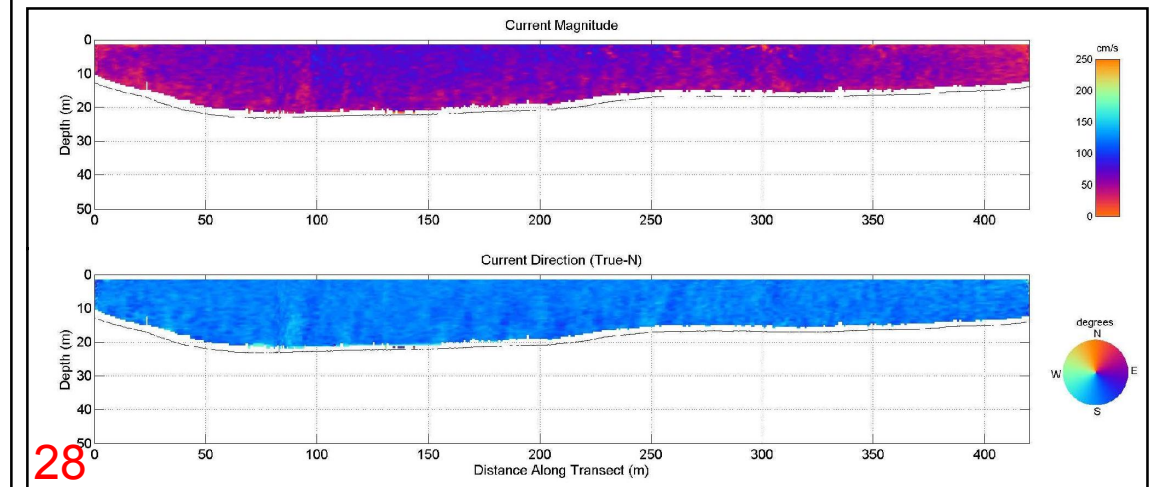 Current Magnitude
0
10
20
30
40
50
Depth (m)
0 50 100 150 200 250 300 350 400
cm/s
250
200
150
100
50
0
Current Direction (True-N)
0
10
20
30
40
50
Depth (m)
0 50 100 150 200 250 300 350 400
Distance Along Transect (m)
degrees
N
W E
S
28